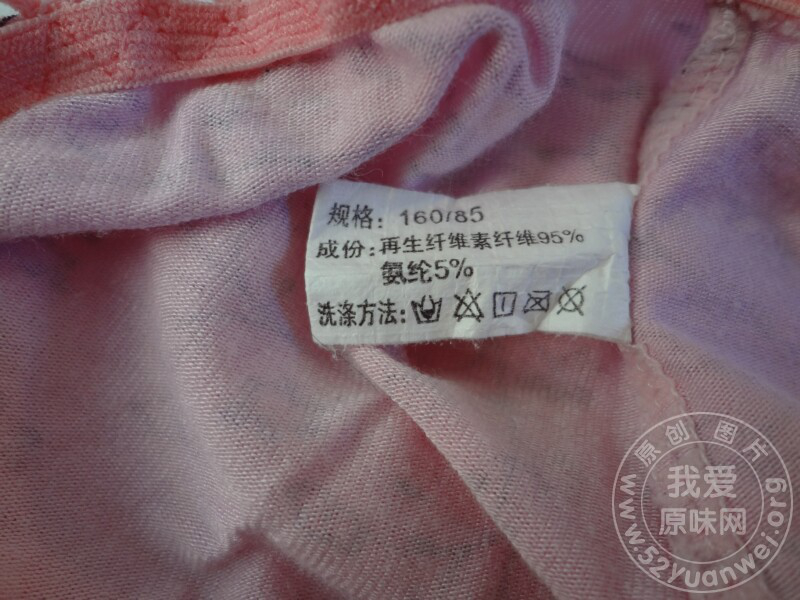 规格: 160/85
成份:再生纤维素纤维95%
氨纶5%
洗涤方法:
原创图片
我爱
原味网
www.52yuanwei.org